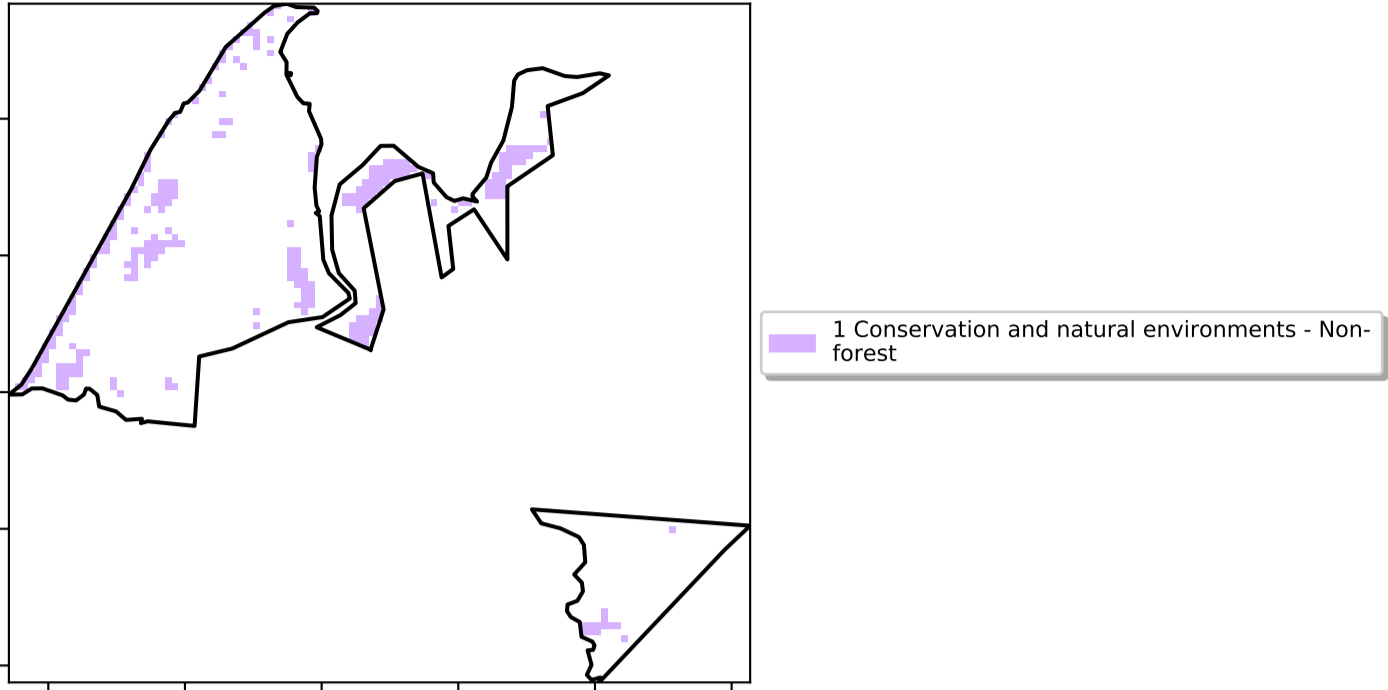 1 Conservation and natural environments - Non-
forest